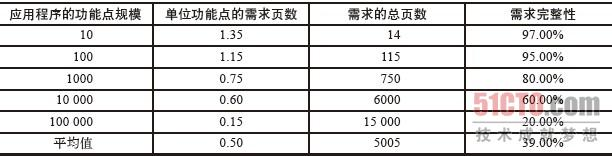 应用程序的功能点规模 单位功能点的需求页数 需求的总页数 需求完整性
10 1.35 14 97.00%
100 1.15 115 95.00%
1000 0.75 750 80.00%
10 000 0.60 6000 60.00%
100 000 0.15 15 000 20.00%
平均值 0.50 5005 39.00%
51CTO.com
技术成就梦想